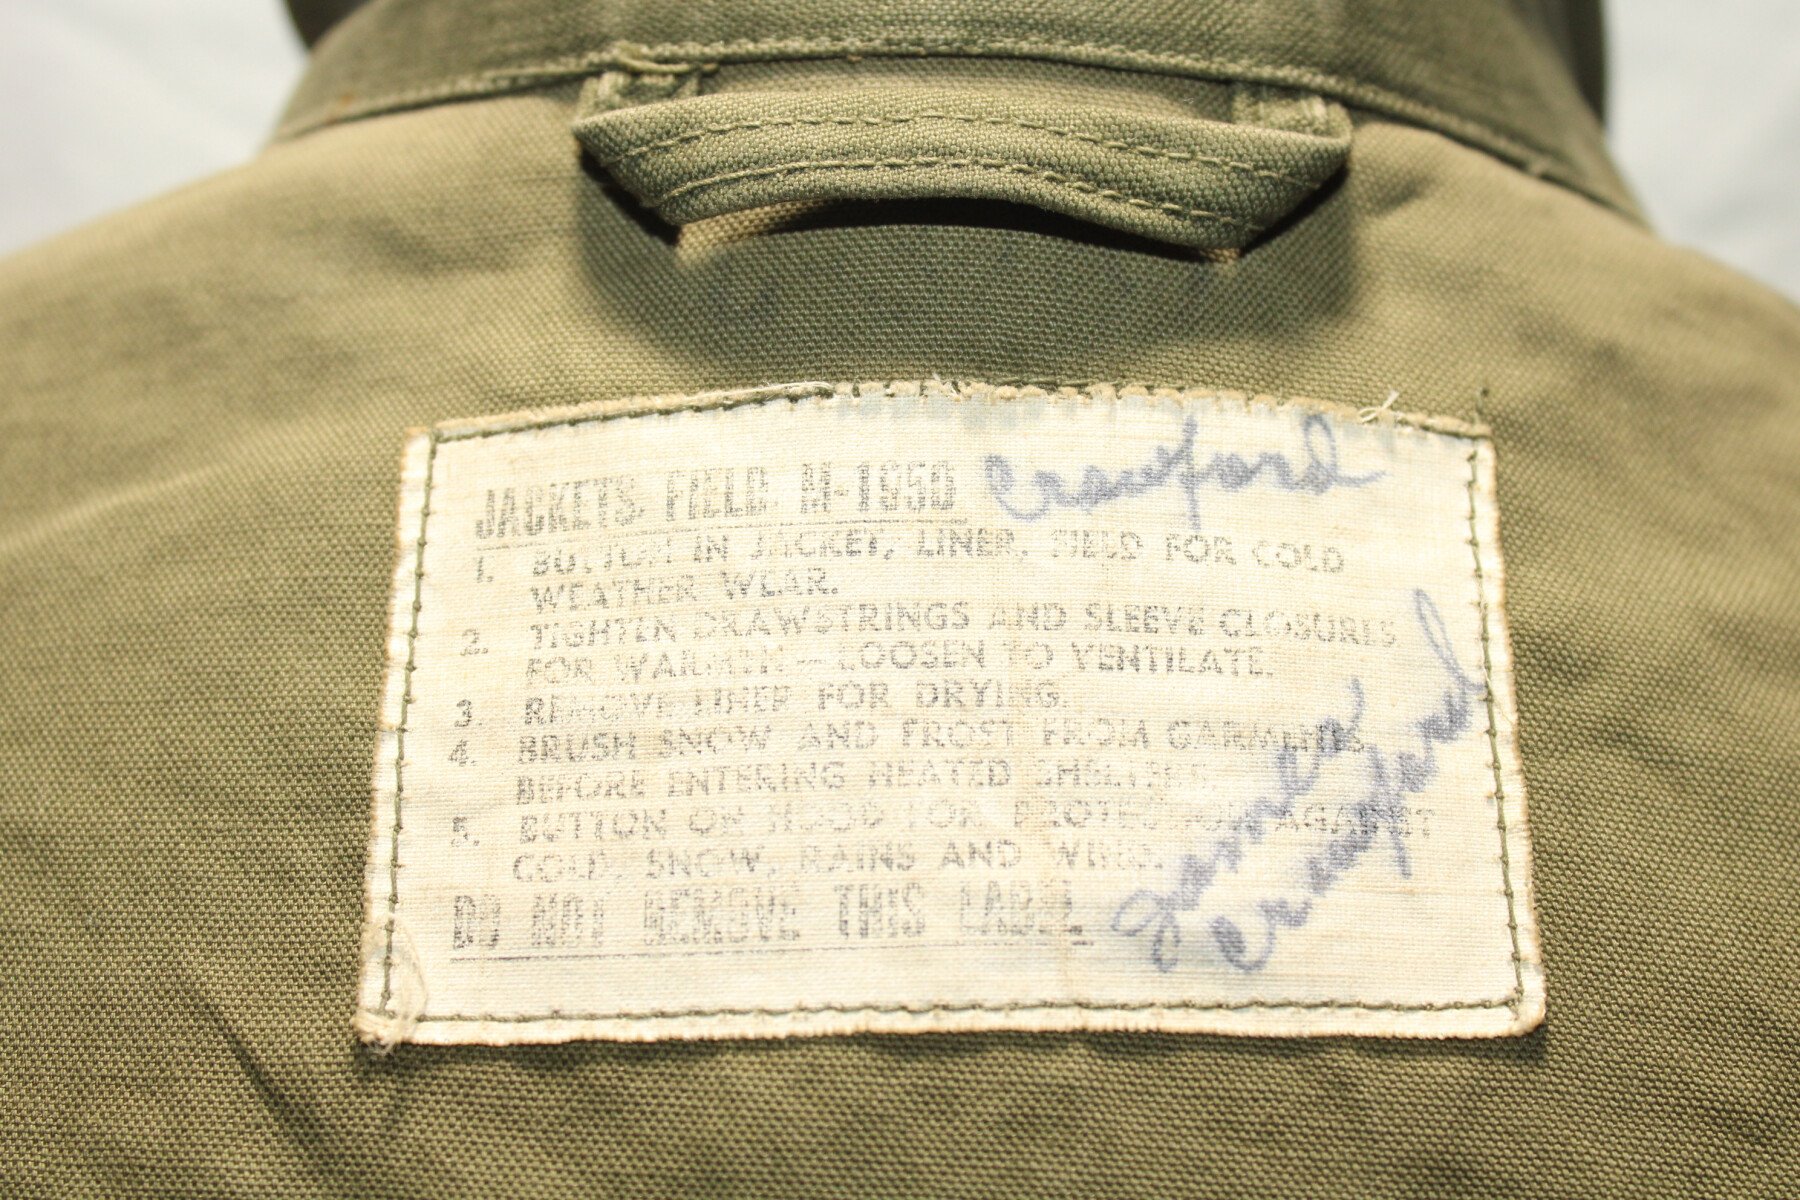 JACKETS, FIELD, M-1950 Crawford
1. BUTTON IN JACKET, LINER, FIELD FOR COLD
WEATHER WEAR.
2. TIGHTEN DRAWSTRINGS AND SLEEVE CLOSURES
FOR WARMTH — LOOSEN TO VENTILATE.
3. REMOVE LINER FOR DRYING.
4. BRUSH SNOW AND FROST FROM GARMENTS
BEFORE ENTERING HEATED SHELTERS.
5. BUTTON ON HOOD FOR PROTECTION AGAINST
COLD, SNOW, RAINS AND WIND.
DO NOT REMOVE THIS LABEL
Crawford